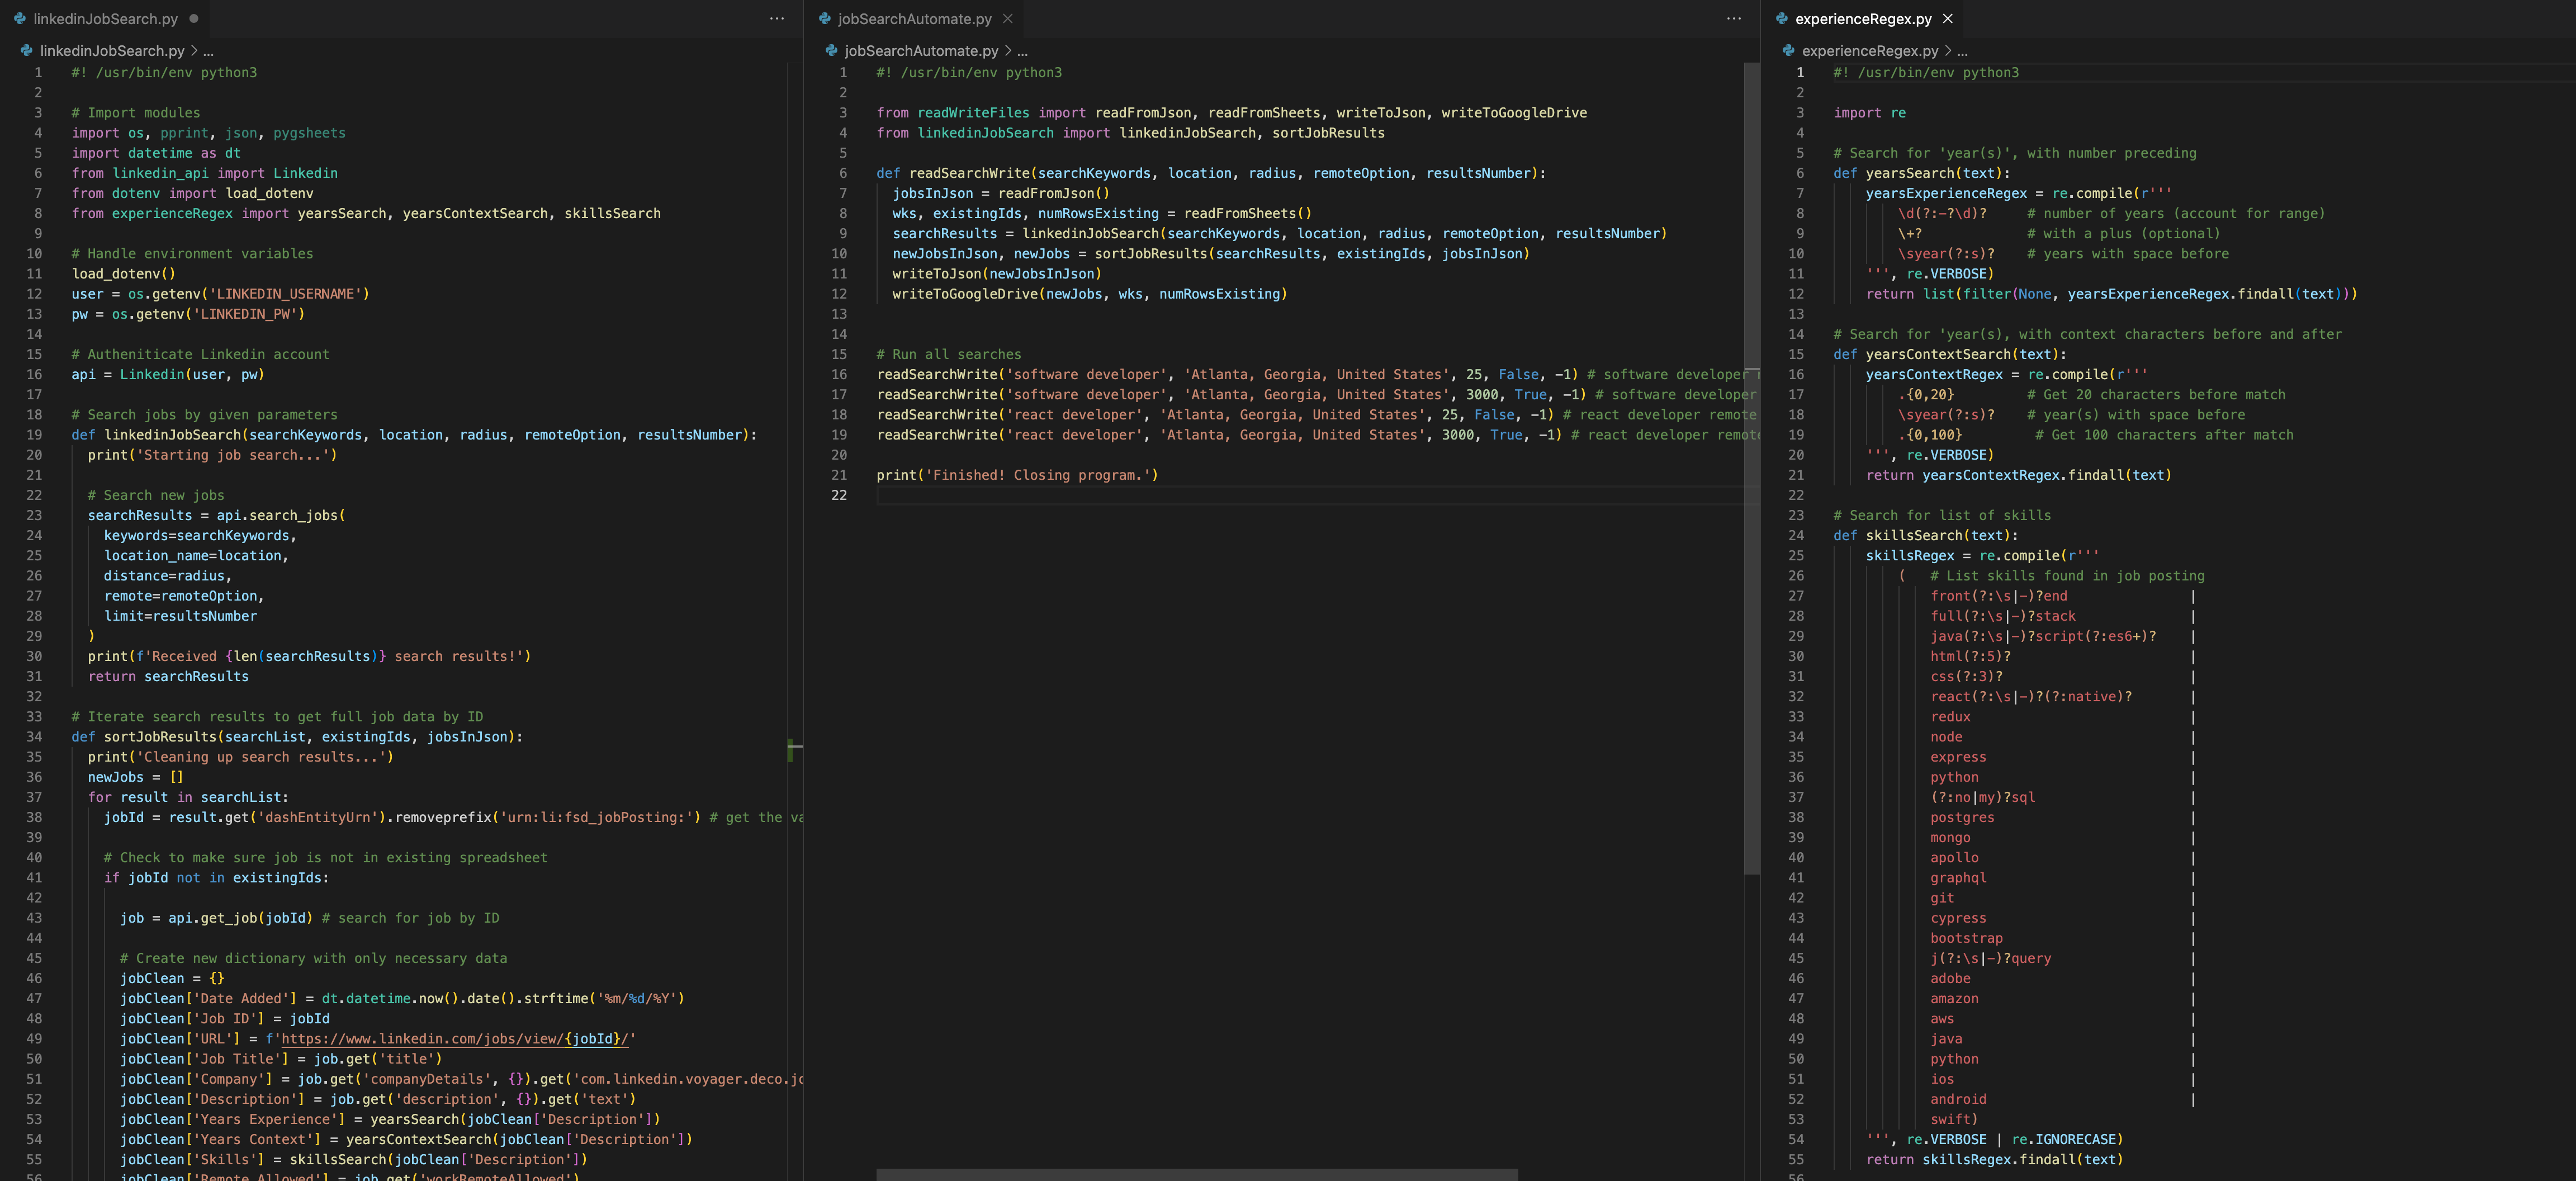 linkedinJobSearch.py
linkedinJobSearch.py > ...
1 #! /usr/bin/env python3
2
3 # Import modules
4 import os, pprint, json, pygsheets
5 import datetime as dt
6 from linkedin_api import Linkedin
7 from dotenv import load_dotenv
8 from experienceRegex import yearsSearch, yearsContextSearch, skillsSearch
9
10 # Handle environment variables
11 load_dotenv()
12 user = os.getenv('LINKEDIN_USERNAME')
13 pw = os.getenv('LINKEDIN_PW')
14
15 # Autheniticate Linkedin account
16 api = Linkedin(user, pw)
17
18 # Search jobs by given parameters
19 def linkedinJobSearch(searchKeywords, location, radius, remoteOption, resultsNumber):
20 print('Starting job search...')
21
22 # Search new jobs
23 searchResults = api.search_jobs(
24 keywords=searchKeywords,
25 location_name=location,
26 distance=radius,
27 remote=remoteOption,
28 limit=resultsNumber
29 )
30 print(f'Received {len(searchResults)} search results!')
31 return searchResults
32
33 # Iterate search results to get full job data by ID
34 def sortJobResults(searchList, existingIds, jobsInJson):
35 print('Cleaning up search results...')
36 newJobs = []
37 for result in searchList:
38 jobId = result.get('dashEntityUrn').removeprefix('urn:li:fsd_jobPosting:') # get the va
39
40 # Check to make sure job is not in existing spreadsheet
41 if jobId not in existingIds:
42
43 job = api.get_job(jobId) # search for job by ID
44
45 # Create new dictionary with only necessary data
46 jobClean = {}
47 jobClean['Date Added'] = dt.datetime.now().date().strftime('%m/%d/%Y')
48 jobClean['Job ID'] = jobId
49 jobClean['URL'] = f'https://www.linkedin.com/jobs/view/{jobId}/'
50 jobClean['Job Title'] = job.get('title')
51 jobClean['Company'] = job.get('companyDetails', {}).get('com.linkedin.voyager.deco.jo
52 jobClean['Description'] = job.get('description', {}).get('text')
53 jobClean['Years Experience'] = yearsSearch(jobClean['Description'])
54 jobClean['Years Context'] = yearsContextSearch(jobClean['Description'])
55 jobClean['Skills'] = skillsSearch(jobClean['Description'])
56 jobClean['Remote Allowed'] = job.get('workRemoteAllowed')
jobSearchAutomate.py
jobSearchAutomate.py > ...
1 #! /usr/bin/env python3
2
3 from readWriteFiles import readFromJson, readFromSheets, writeToJson, writeToGoogleDrive
4 from linkedinJobSearch import linkedinJobSearch, sortJobResults
5
6 def readSearchWrite(searchKeywords, location, radius, remoteOption, resultsNumber):
7 jobsInJson = readFromJson()
8 wks, existingIds, numRowsExisting = readFromSheets()
9 searchResults = linkedinJobSearch(searchKeywords, location, radius, remoteOption, resultsNumber)
10 newJobsInJson, newJobs = sortJobResults(searchResults, existingIds, jobsInJson)
11 writeToJson(newJobsInJson)
12 writeToGoogleDrive(newJobs, wks, numRowsExisting)
13
14
15 # Run all searches
16 readSearchWrite('software developer', 'Atlanta, Georgia, United States', 25, False, -1) # software developer r
17 readSearchWrite('software developer', 'Atlanta, Georgia, United States', 3000, True, -1) # software developer
18 readSearchWrite('react developer', 'Atlanta, Georgia, United States', 25, False, -1) # react developer remote
19 readSearchWrite('react developer', 'Atlanta, Georgia, United States', 3000, True, -1) # react developer remote
20
21 print('Finished! Closing program.')
22
experienceRegex.py
experienceRegex.py > ...
1 #! /usr/bin/env python3
2
3 import re
4
5 # Search for 'year(s)', with number preceding
6 def yearsSearch(text):
7 yearsExperienceRegex = re.compile(r'''
8 \d(?:-?\d)? # number of years (account for range)
9 \+? # with a plus (optional)
10 \syear(?:s)? # years with space before
11 ''', re.VERBOSE)
12 return list(filter(None, yearsExperienceRegex.findall(text)))
13
14 # Search for 'year(s), with context characters before and after
15 def yearsContextSearch(text):
16 yearsContextRegex = re.compile(r'''
17 .{0,20} # Get 20 characters before match
18 \syear(?:s)? # year(s) with space before
19 .{0,100} # Get 100 characters after match
20 ''', re.VERBOSE)
21 return yearsContextRegex.findall(text)
22
23 # Search for list of skills
24 def skillsSearch(text):
25 skillsRegex = re.compile(r'''
26 ( # List skills found in job posting
27 front(?:\s|-)?end |
28 full(?:\s|-)?stack |
29 java(?:\s|-)?script(?:es6+)? |
30 html(?:5)? |
31 css(?:3)? |
32 react(?:\s|-)?(?:native)? |
33 redux |
34 node |
35 express |
36 python |
37 (?:no|my)?sql |
38 postgres |
39 mongo |
40 apollo |
41 graphql |
42 git |
43 cypress |
44 bootstrap |
45 j(?:\s|-)?query |
46 adobe |
47 amazon |
48 aws |
49 java |
50 python |
51 ios |
52 android |
53 swift)
54 ''', re.VERBOSE | re.IGNORECASE)
55 return skillsRegex.findall(text)
56